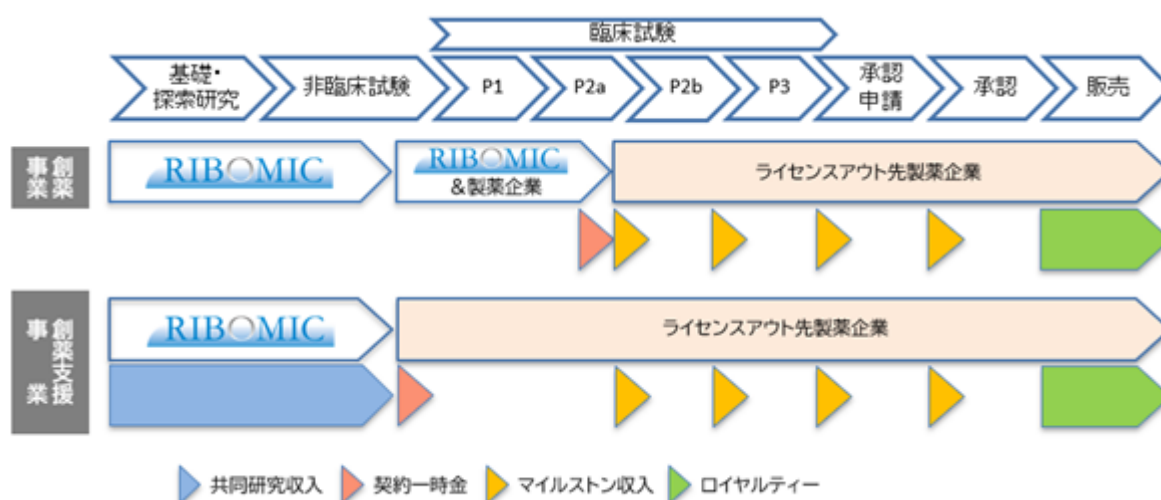 臨床試験
基礎・
探索研究
非臨床試験
P1
P2a
P2b
P3
承認
申請
承認
販売
創薬
事業
RIBOMIC
RIBOMIC
&製薬企業
ライセンスアウト先製薬企業
創薬支援
事業
RIBOMIC
ライセンスアウト先製薬企業
共同研究収入
契約一時金
マイルストン収入
ロイヤルティー